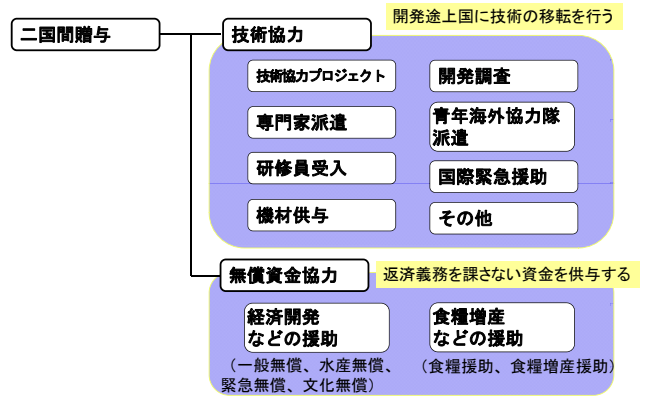 開発途上国に技術の移転を行う
二国間贈与
技術協力
技術協力プロジェクト
開発調査
専門家派遣
青年海外協力隊
派遣
研修員受入
国際緊急援助
機材供与
その他
無償資金協力
返済義務を課さない資金を供与する
経済開発
などの援助
食糧増産
などの援助
（一般無償、水産無償、
緊急無償、文化無償）
（食糧援助、食糧増産援助）